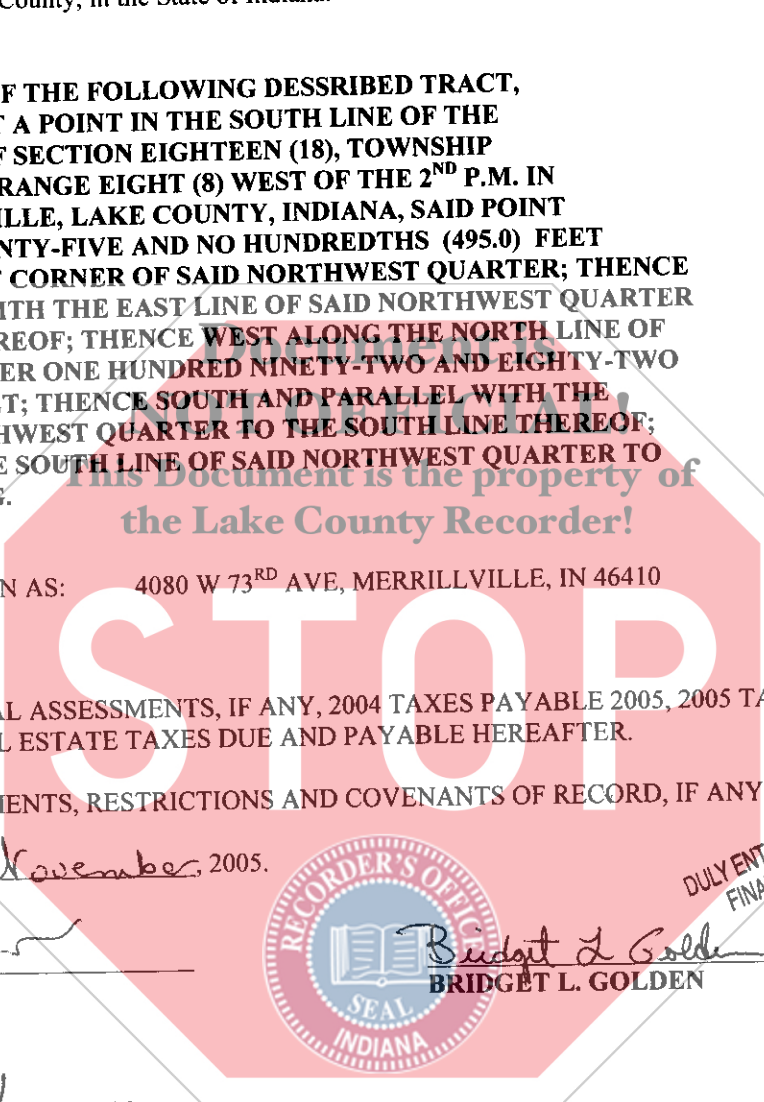 County, in the State of Indiana.
F THE FOLLOWING DESSRIBED TRACT,
T A POINT IN THE SOUTH LINE OF THE
F SECTION EIGHTEEN (18), TOWNSHIP
RANGE EIGHT (8) WEST OF THE 2ND P.M. IN
ILLE, LAKE COUNTY, INDIANA, SAID POINT
NTY-FIVE AND NO HUNDREDTHS (495.0) FEET
T CORNER OF SAID NORTHWEST QUARTER; THENCE
ITH THE EAST LINE OF SAID NORTHWEST QUARTER
REOF; THENCE WEST ALONG THE NORTH LINE OF
Document is
ER ONE HUNDRED NINETY-TWO AND EIGHTY-TWO
ET; THENCE SOUTH AND PARALLEL WITH THE
NOT OFFICIAL!
HWEST QUARTER TO THE SOUTH LINE THEREOF;
E SOUTH LINE OF SAID NORTHWEST QUARTER TO
This Document is the property of
G.
the Lake County Recorder!
N AS: 4080 W 73RD AVE, MERRILLVILLE, IN 46410
STOP
AL ASSESSMENTS, IF ANY, 2004 TAXES PAYABLE 2005, 2005 TA
L ESTATE TAXES DUE AND PAYABLE HEREAFTER.
MENTS, RESTRICTIONS AND COVENANTS OF RECORD, IF ANY
November, 2005.
DULY ENT
FINA
RECORDER'S OFFICE
SEAL
INDIANA
Bridget L Golden
BRIDGET L. GOLDEN